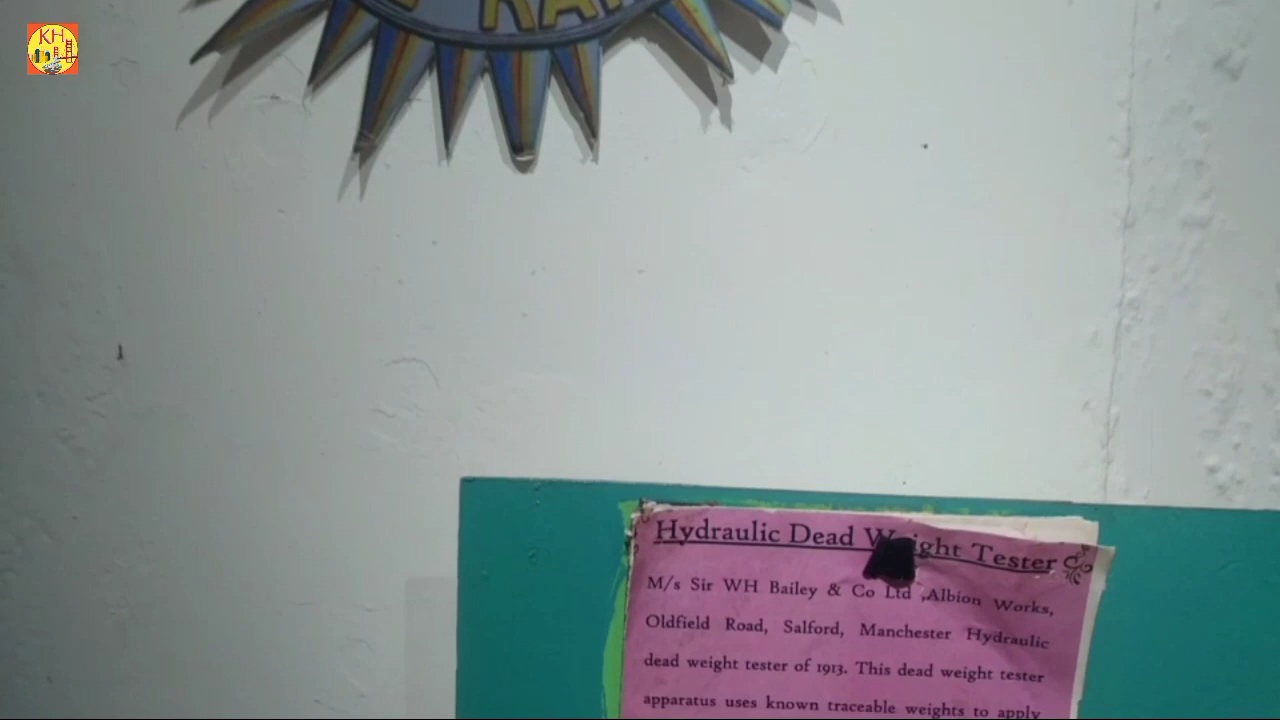 KH
Hydraulic Dead Weight Tester
M/s Sir WH Bailey & Co Ltd ,Albion Works,
Oldfield Road, Salford, Manchester Hydraulic
dead weight tester of 1913. This dead weight tester
apparatus uses known traceable weights to apply